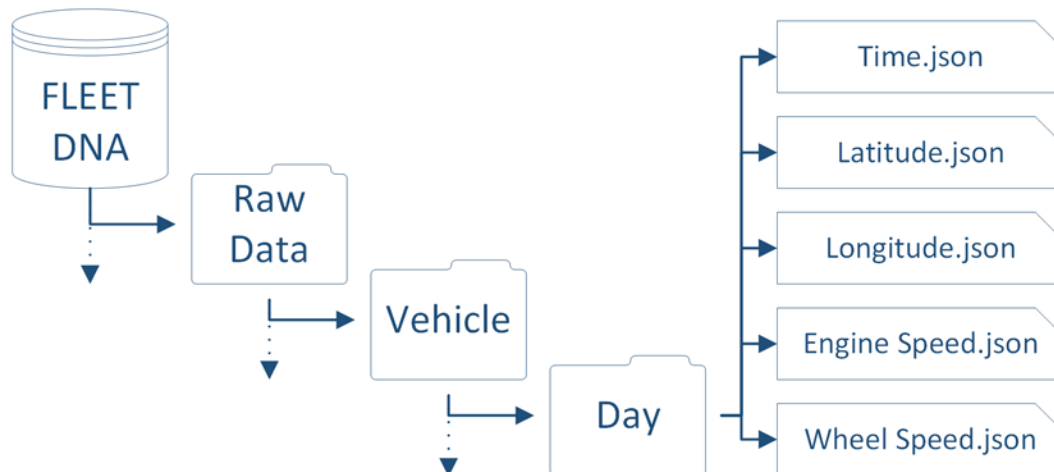 FLEET
DNA
Raw
Data
Vehicle
Day
Time.json
Latitude.json
Longitude.json
Engine Speed.json
Wheel Speed.json